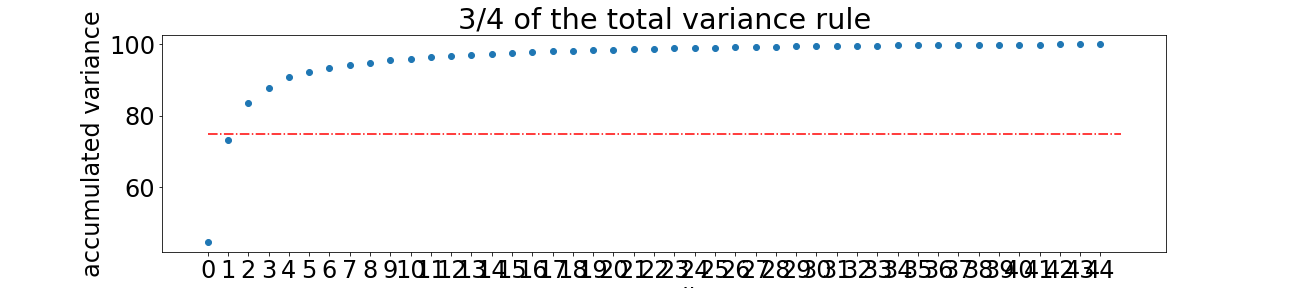 3/4 of the total variance rule
accumulated variance
100
80
60
0 1 2 3 4 5 6 7 8 9 10 11 12 13 14 15 16 17 18 19 20 21 22 23 24 25 26 27 28 29 30 31 32 33 34 35 36 37 38 39 40 41 42 43 44